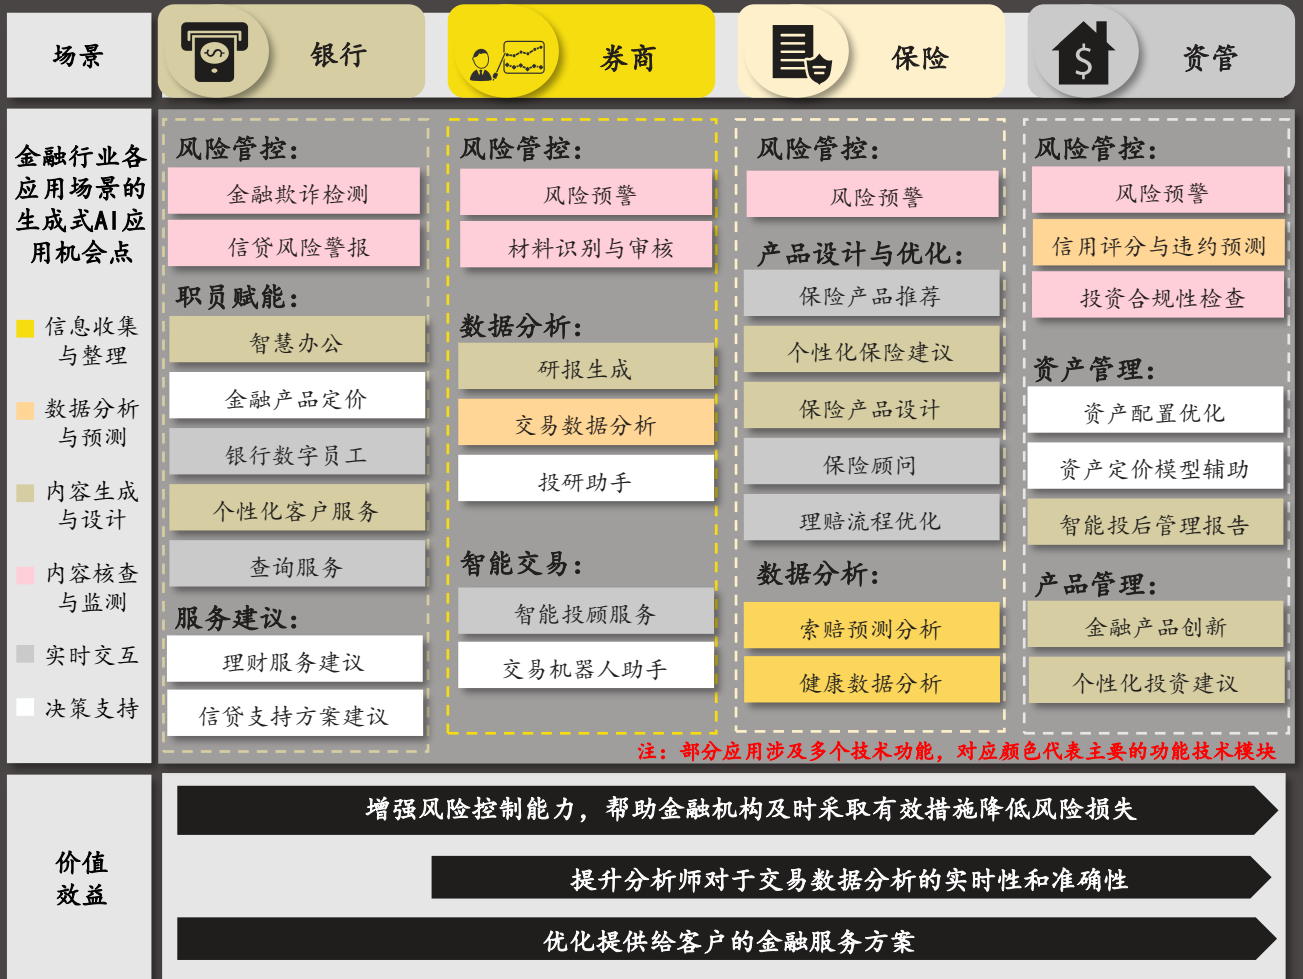 场景
银行
券商
保险
资管
金融行业各
应用场景的
生成式AI应
用机会点
信息收集
与整理
数据分析
与预测
内容生成
与设计
内容核查
与监测
实时交互
决策支持
风险管控：
金融欺诈检测
信贷风险警报
职员赋能：
智慧办公
金融产品定价
银行数字员工
个性化客户服务
查询服务
服务建议：
理财服务建议
信贷支持方案建议
风险管控：
风险预警
材料识别与审核
数据分析：
研报生成
交易数据分析
投研助手
智能交易：
智能投顾服务
交易机器人助手
风险管控：
风险预警
产品设计与优化：
保险产品推荐
个性化保险建议
保险产品设计
保险顾问
理赔流程优化
数据分析：
索赔预测分析
健康数据分析
风险管控：
风险预警
信用评分与违约预测
投资合规性检查
资产管理：
资产配置优化
资产定价模型辅助
智能投后管理报告
产品管理：
金融产品创新
个性化投资建议
注：部分应用涉及多个技术功能，对应颜色代表主要的功能技术模块
价值
效益
增强风险控制能力，帮助金融机构及时采取有效措施降低风险损失
提升分析师对于交易数据分析的实时性和准确性
优化提供给客户的金融服务方案